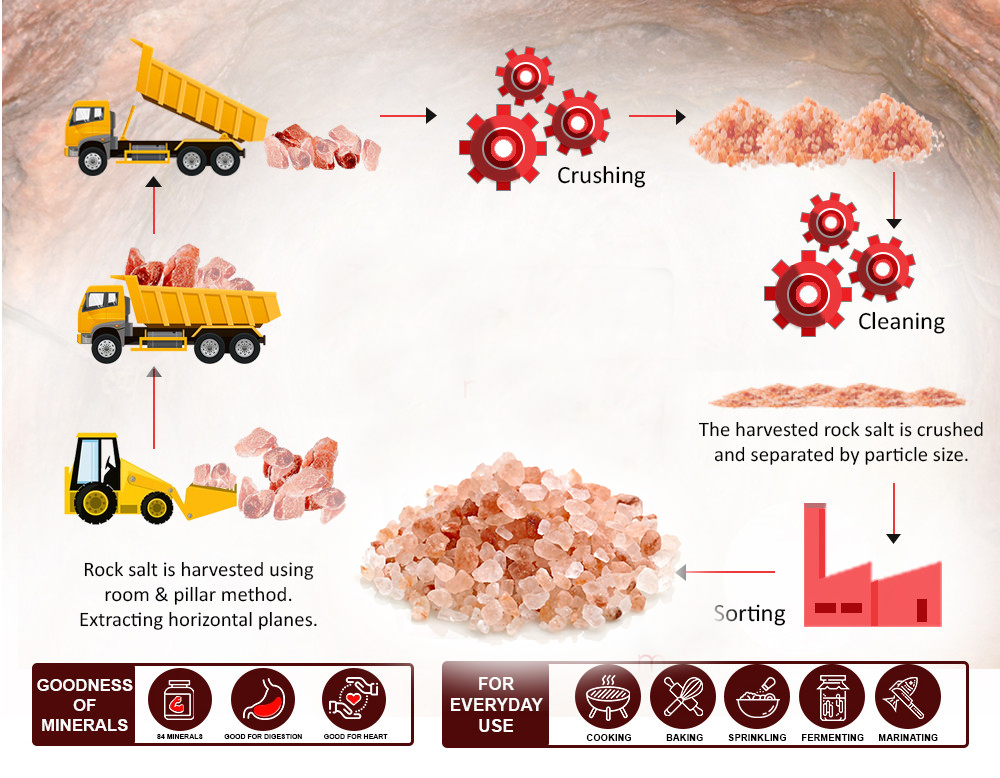 Crushing
Cleaning
The harvested rock salt is crushed
and separated by particle size.
Rock salt is harvested using
room & pillar method.
Extracting horizontal planes.
Sorting
GOODNESS
OF
MINERALS
84 MINERALS
GOOD FOR DIGESTION
GOOD FOR HEART
FOR
EVERYDAY
USE
COOKING
BAKING
SPRINKLING
FERMENTING
MARINATING